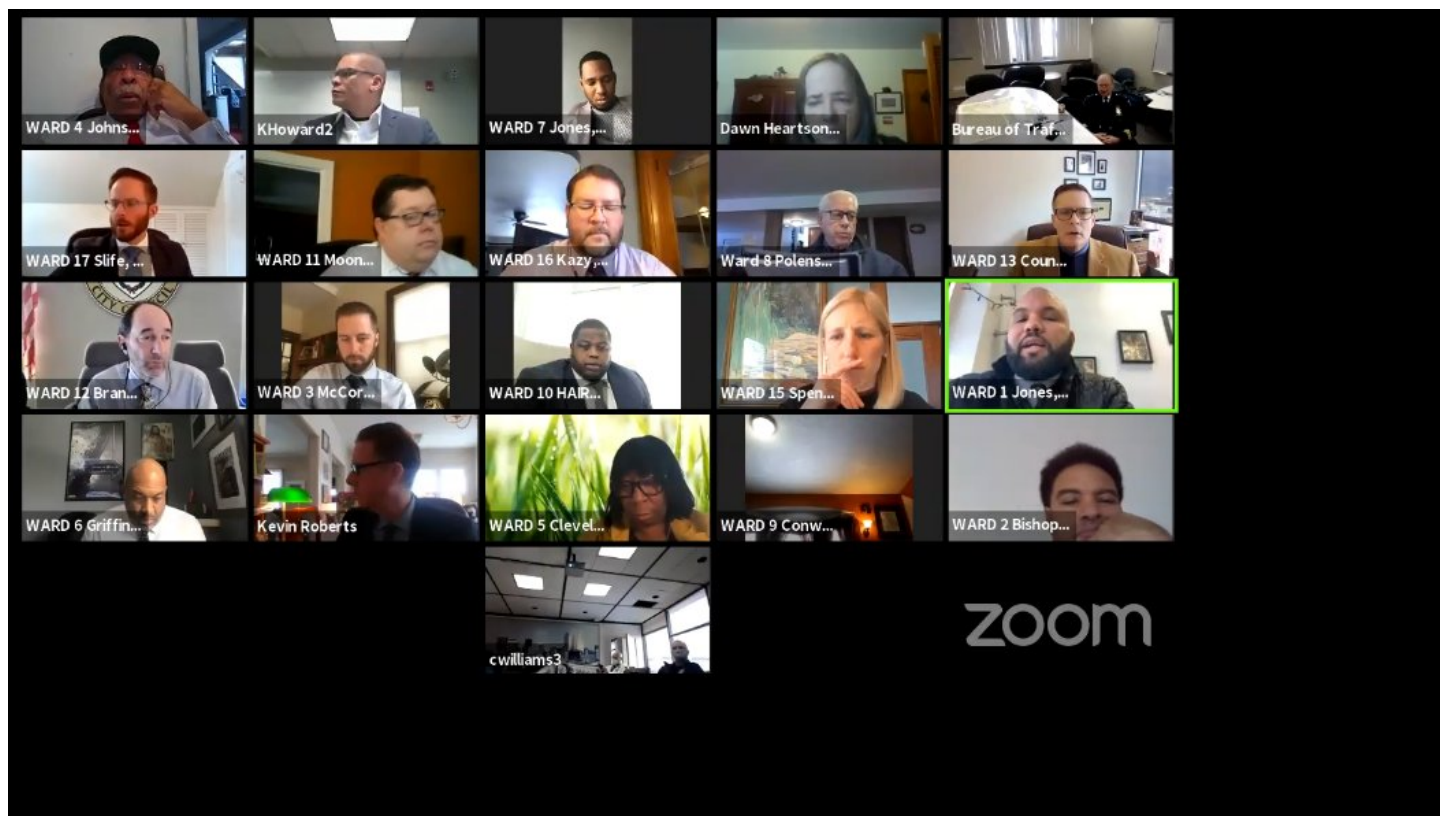 WARD 4 Johns...
KHoward2
WARD 7 Jones,...
Dawn Heartson...
Bureau of Traf...
WARD 17 Slife, ...
WARD 11 Moon...
WARD 16 Kazy,...
Ward 8 Polens...
WARD 13 Coun...
CITY COUNCIL
WARD 12 Bran...
WARD 3 McCor...
WARD 10 HAIR...
WARD 15 Spen...
WARD 1 Jones,...
WARD 6 Griffin...
Kevin Roberts
WARD 5 Clevel...
WARD 9 Conw...
WARD 2 Bishop...
cwilliams3
zoom